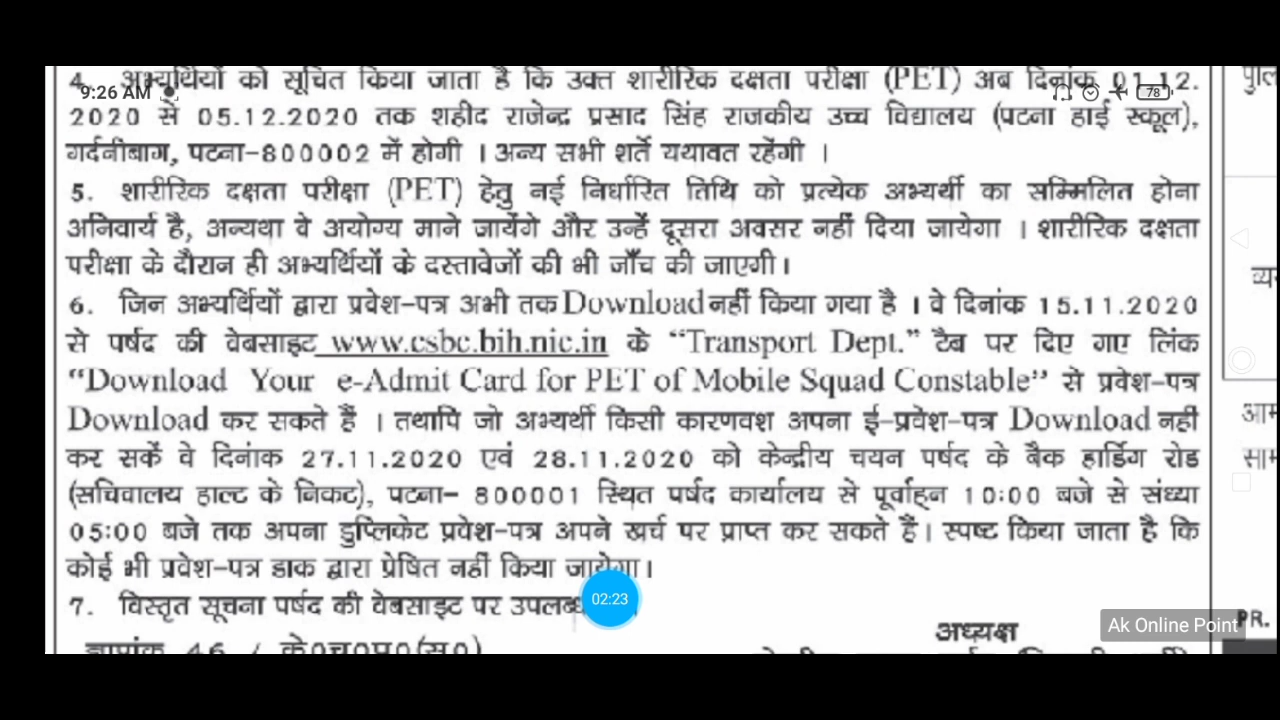 4. अभ्यर्थियों को सूचित किया जाता है कि उक्त शारीरिक दक्षता परीक्षा (PET) अब दिनांक 01.12.
9:26 AM
78
2020 से 05.12.2020 तक शहीद राजेन्द्र प्रसाद सिंह राजकीय उच्च विद्यालय (पटना हाई स्कूल),
गर्दनीबाग, पटना-800002 में होगी । अन्य सभी शर्ते यथावत रहेंगी ।
5. शारीरिक दक्षता परीक्षा (PET) हेतु नई निर्धारित तिथि को प्रत्येक अभ्यर्थी का सम्मिलित होना
अनिवार्य है, अन्यथा वे अयोग्य माने जायेंगे और उन्हें दूसरा अवसर नहीं दिया जायेगा । शारीरिक दक्षता
परीक्षा के दौरान ही अभ्यर्थियों के दस्तावेजों की भी जाँच की जाएगी।
6. जिन अभ्यर्थियों द्वारा प्रवेश-पत्र अभी तक Download नहीं किया गया है । वे दिनांक 15.11.2020
से पर्षद की वेबसाइट www.csbc.bih.nic.in के “Transport Dept.” टैब पर दिए गए लिंक
“Download Your e-Admit Card for PET of Mobile Squad Constable” से प्रवेश-पत्र
Download कर सकते हैं । तथापि जो अभ्यर्थी किसी कारणवश अपना ई-प्रवेश-पत्र Download नहीं
कर सकें वे दिनांक 27.11.2020 एवं 28.11.2020 को केन्द्रीय चयन पर्षद के बैक हार्डिंग रोड
(सचिवालय हाल्ट के निकट), पटना- 800001 स्थित पर्षद कार्यालय से पूर्वाह्न 10:00 बजे से संध्या
05:00 बजे तक अपना डुप्लिकेट प्रवेश-पत्र अपने खर्च पर प्राप्त कर सकते हैं। स्पष्ट किया जाता है कि
कोई भी प्रवेश-पत्र डाक द्वारा प्रेषित नहीं किया जायेगा।
02:23
7. विस्तृत सूचना पर्षद की वेबसाइट पर उपलब्ध
अध्यक्ष
Ak Online Point
PR.
ज्ञापांक 46 / के०च०प०(स०)